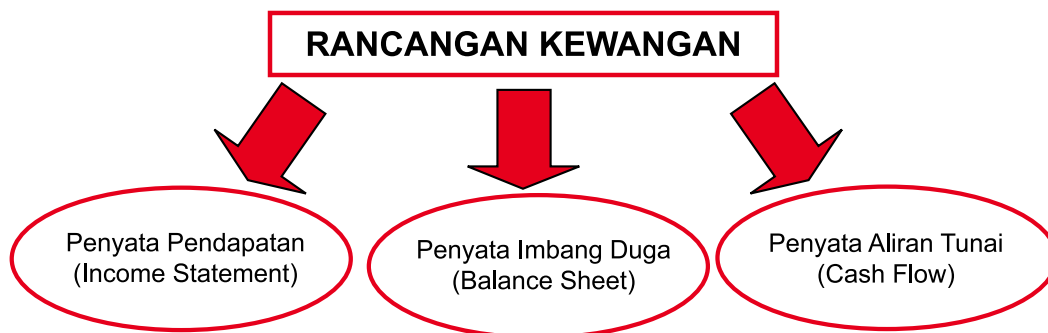 RANCANGAN KEWANGAN
Penyata Pendapatan
(Income Statement)
Penyata Imbang Duga
(Balance Sheet)
Penyata Aliran Tunai
(Cash Flow)